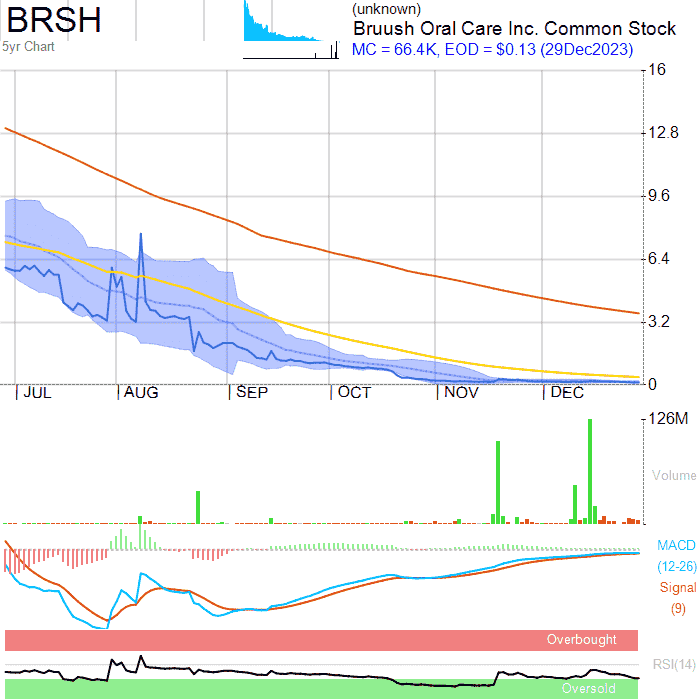 BRSH
5yr Chart
(unknown)
Bruush Oral Care Inc. Common Stock
MC = 66.4K, EOD = $0.13 (29Dec2023)
16
12.8
9.6
6.4
3.2
0
JUL AUG SEP OCT NOV DEC
126M
Volume
MACD
(12-26)
Signal
(9)
Overbought
RSI(14)
Oversold